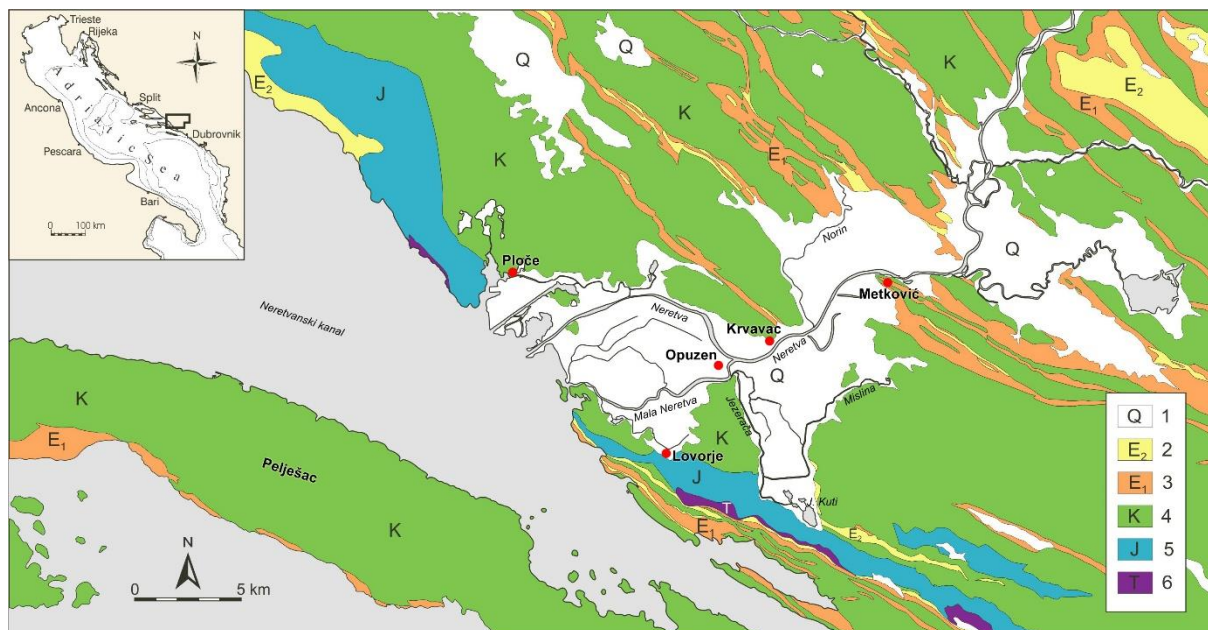 Trieste
Rijeka
N
Adriatic Sea
Split
Ancona
Dubrovnik
Pescara
Bari
0 100 km
E2
J
Q
Q
K
K
K
E1
E2
E1
K
Norin
Q
Ploče
Metković
Neretvanski kanal
Neretva
Krvavac
Neretva
Opuzen
Q
Mala Neretva
Jezerača
Mislina
K
K
Lovorje
J
E1
Pelješac
T
Kuti
K
E1
E2
K
N
0 5 km
Q 1
E2 2
E1 3
K 4
J 5
T 6